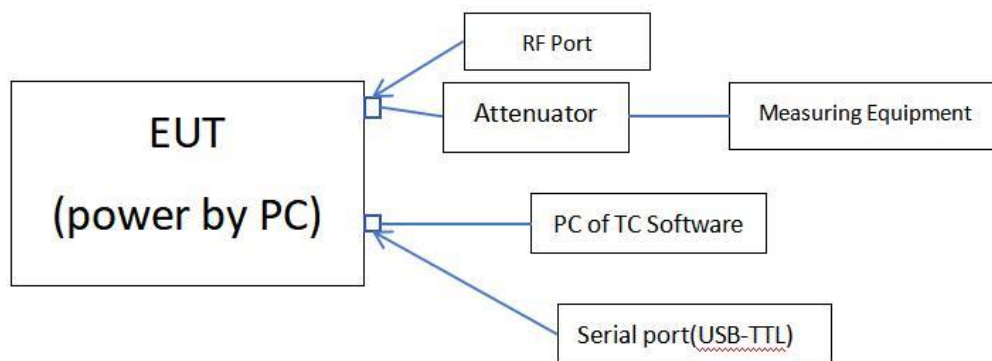 RF Port
EUT
(power by PC)
Attenuator
Measuring Equipment
PC of TC Software
Serial port(USB-TTL)